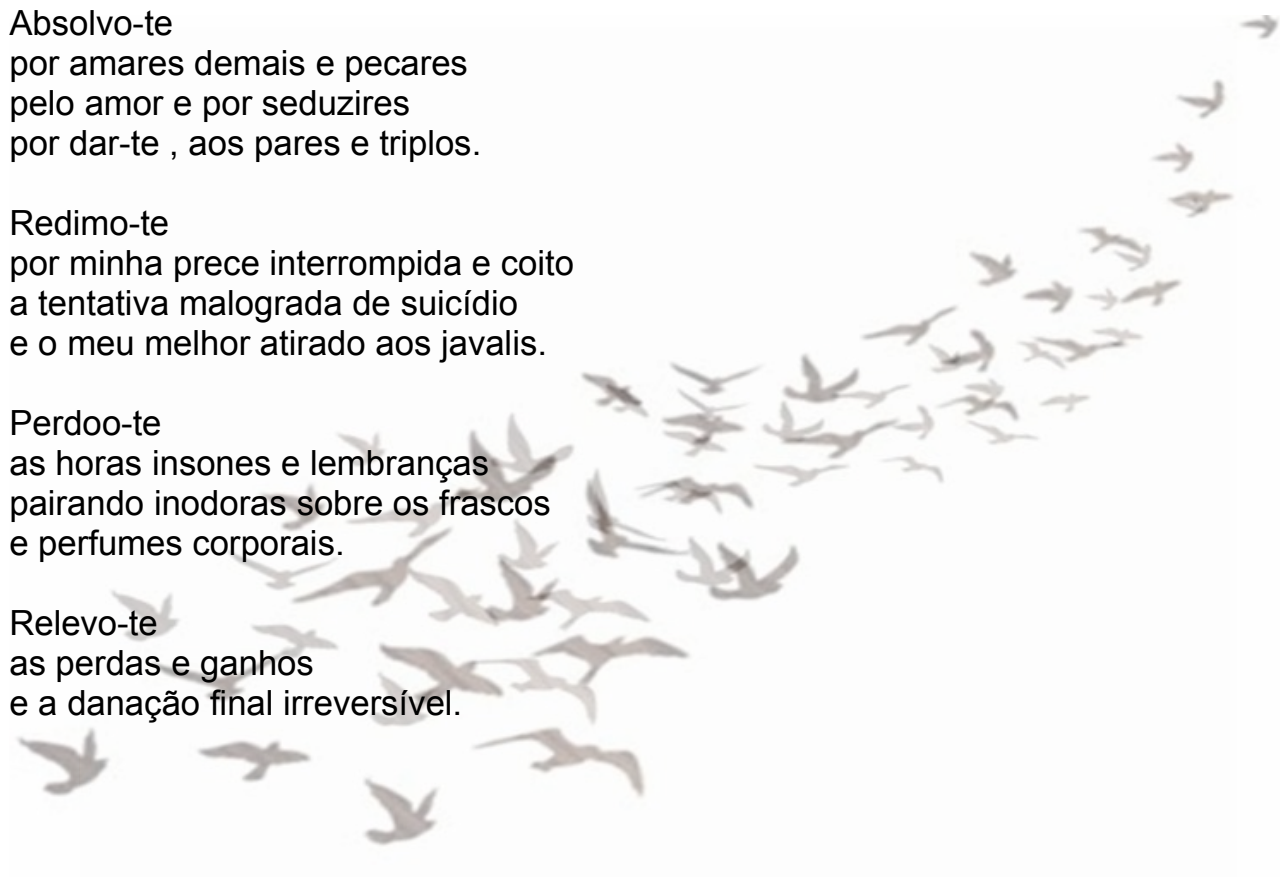 Absolvo-te
por amares demais e pecares
pelo amor e por seduzires
por dar-te , aos pares e triplos.

Redimo-te
por minha prece interrompida e coito
a tentativa malograda de suicídio
e o meu melhor atirado aos javalis.

Perdoo-te
as horas insones e lembranças
pairando inodoras sobre os frascos
e perfumes corporais.

Relevo-te
as perdas e ganhos
e a danação final irreversível.